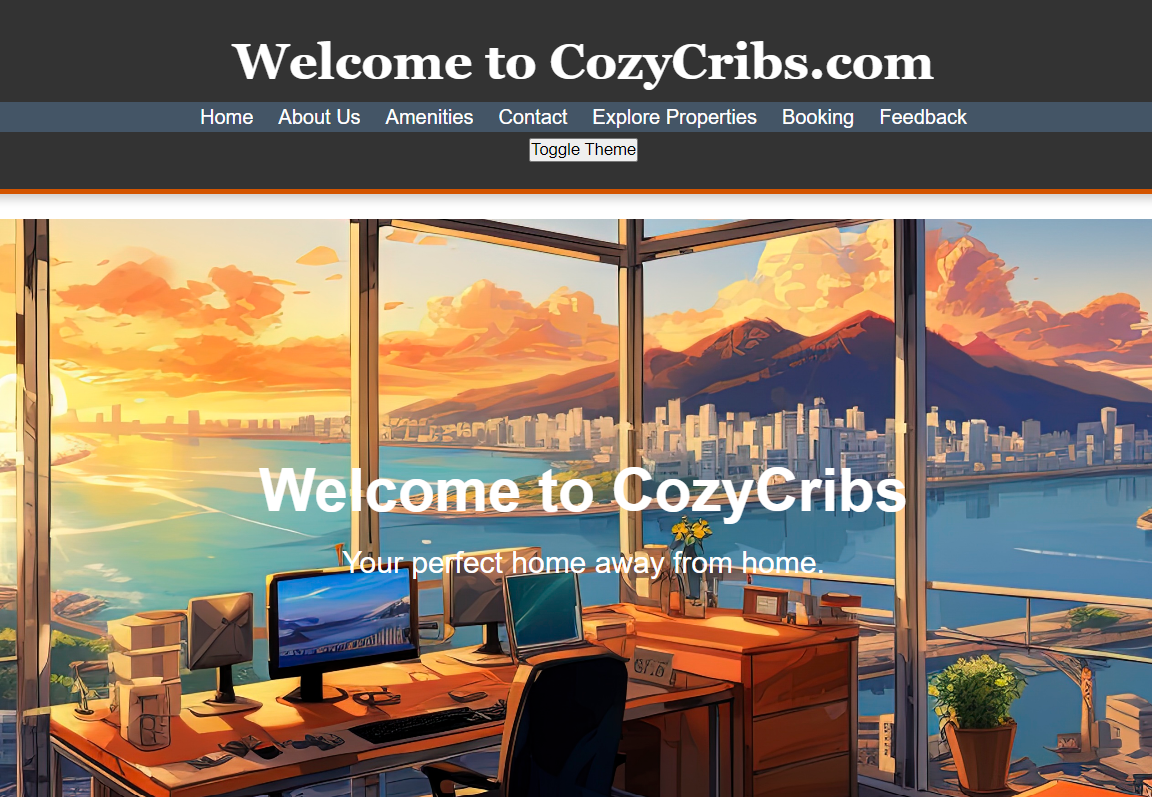 Welcome to CozyCribs.com
Home About Us Amenities Contact Explore Properties Booking Feedback
Toggle Theme
Welcome to CozyCribs
Your perfect home away from home.